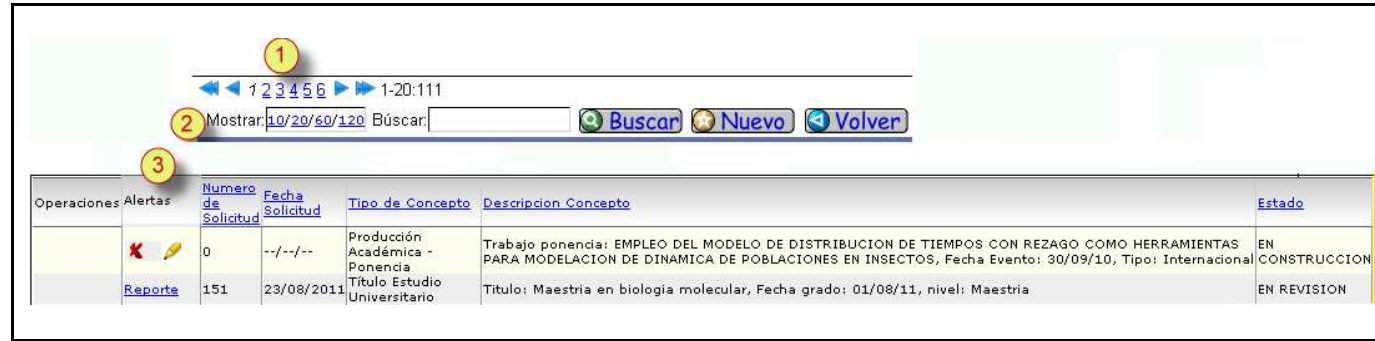 1
1 2 3 4 5 6 1-20:111
2 Mostrar: 10/20/60/120 Búscar: Buscar Nuevo Volver
3
Operaciones Alertas Numero de Solicitud Fecha Solicitud Tipo de Concepto Descripcion Concepto Estado
0 --/--/-- Producción Académica - Ponencia Trabajo ponencia: EMPLEO DEL MODELO DE DISTRIBUCION DE TIEMPOS CON REZAGO COMO HERRAMIENTAS PARA MODELACION DE DINAMICA DE POBLACIONES EN INSECTOS, Fecha Evento: 30/09/10, Tipo: Internacional EN CONSTRUCCION
Reporte 151 23/08/2011 Título Estudio Universitario Titulo: Maestria en biologia molecular, Fecha grado: 01/08/11, nivel: Maestria EN REVISION